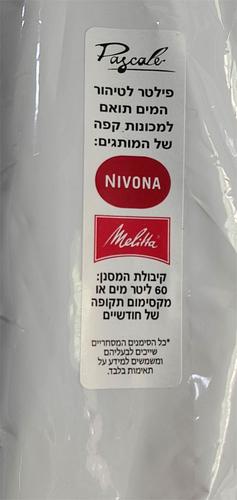 Pascale
פילטר לטיהור
המים תואם
למכונות קפה
של המותגים:
NIVONA
Melitta
קיבולת המסנן:
60 ליטר מים או
מקסימום תקופה
של חודשיים
*כל הסימנים המסחריים
שייכים לבעליהם
ומשמשים למידע על
תאימות בלבד.